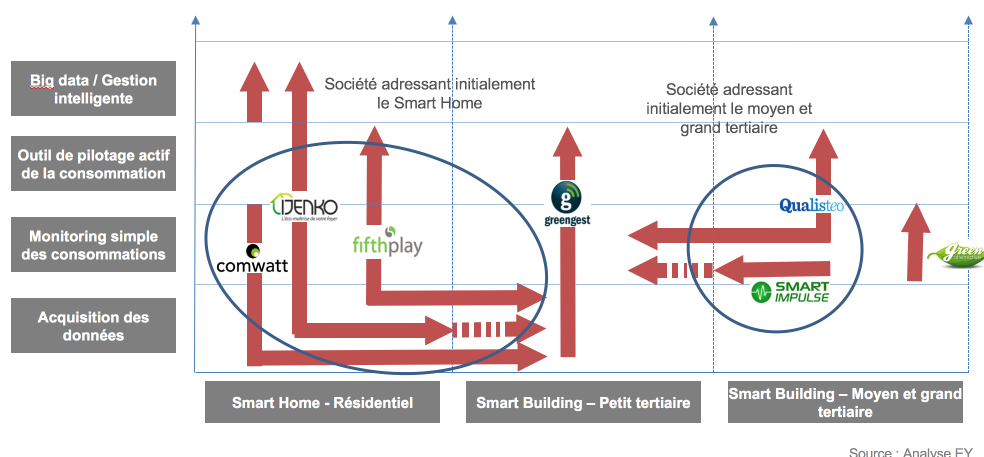 Big data / Gestion
intelligente
Société adressant initialement
le Smart Home
Société adressant
initialement le moyen et
grand tertiaire
Outil de pilotage actif
de la consommation
IJENKO
fifthplay
comwatt
g
greengest
Qualisteo
SMART
IMPULSE
Green
Monitoring simple
des consommations
Acquisition des
données
Smart Home - Résidentiel
Smart Building – Petit tertiaire
Smart Building – Moyen et grand
tertiaire
Source : Analyse EY